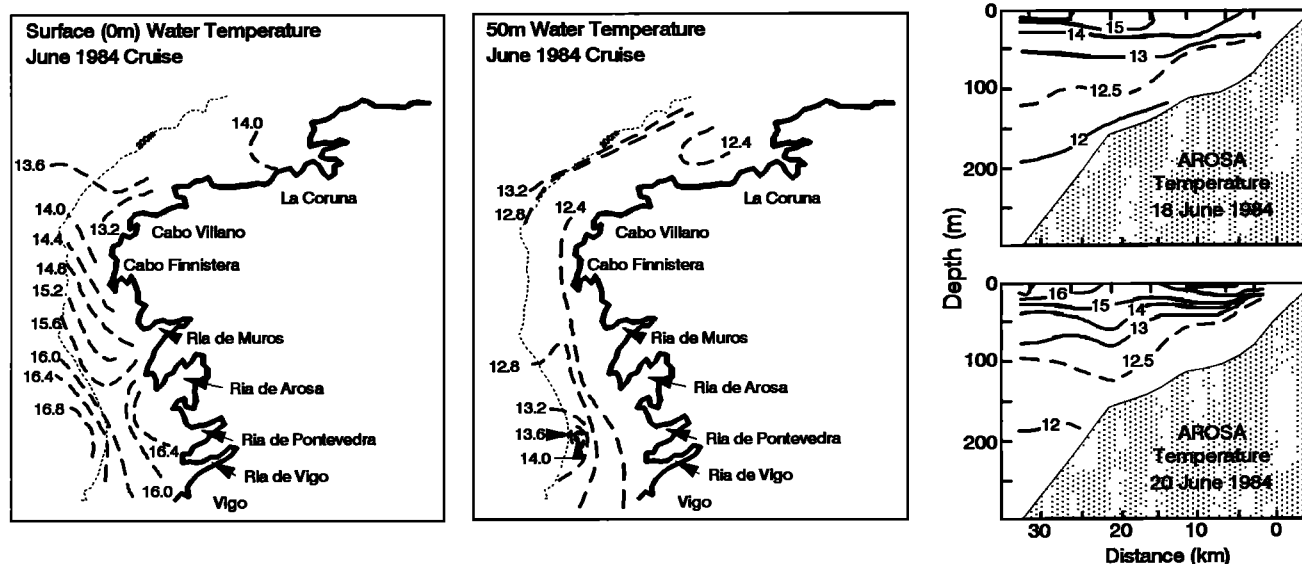 Surface (0m) Water Temperature
June 1984 Cruise
14.0
13.6
La Coruna
14.0
13.2
Cabo Villano
14.4
Cabo Finnistera
14.8
15.2
15.6
Ria de Muros
16.0
16.4
Ria de Arosa
16.8
Ria de Pontevedra
16.4
Ria de Vigo
16.0
Vigo
50m Water Temperature
June 1984 Cruise
12.4
13.2
La Coruna
12.8
12.4
Cabo Villano
Cabo Finnistera
Ria de Muros
12.8
Ria de Arosa
13.2
13.6
Ria de Pontevedra
14.0
Ria de Vigo
Vigo
0
15
14
13
100
12.5
12
200
AROSA
Temperature
18 June 1984
Depth (m)
0
16
15
14
13
100
12.5
12
200
AROSA
Temperature
20 June 1984
30 20 10 0
Distance (km)